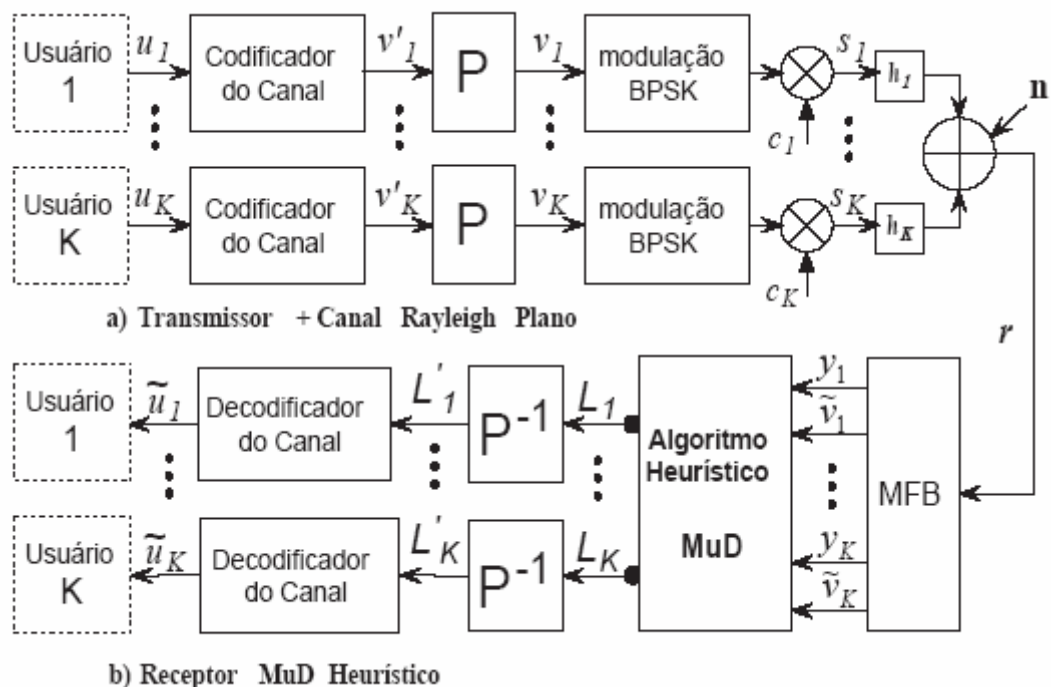 Usuário 1
u1
Codificador do Canal
v'1
P
v1
modulação BPSK
s1
h1
n
c1
Usuário K
uK
Codificador do Canal
v'K
P
vK
modulação BPSK
sK
hK
cK
a) Transmissor + Canal Rayleigh Plano
r
Usuário 1
ũ1
Decodificador do Canal
L'1
P-1
L1
Algoritmo Heurístico
MuD
y1
ṽ1
MFB
Usuário K
ũK
Decodificador do Canal
L'K
P-1
LK
yK
ṽK
b) Receptor MuD Heurístico